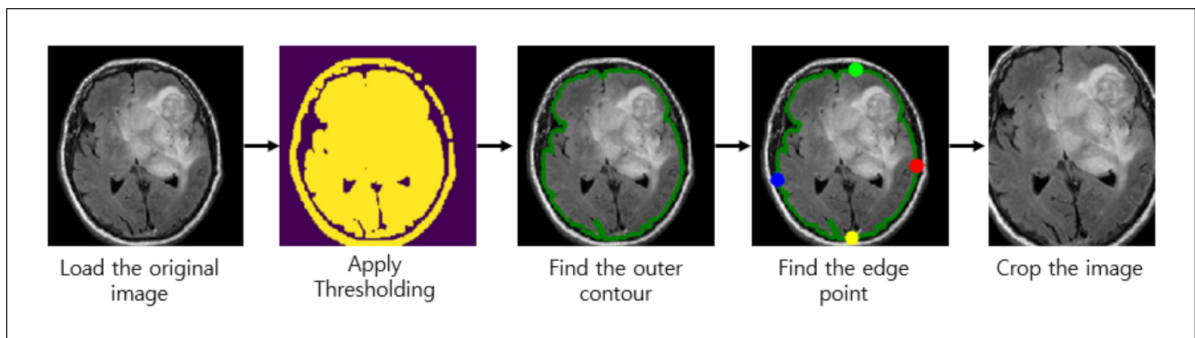 Load the original
image
Apply
Thresholding
Find the outer
contour
Find the edge
point
Crop the image